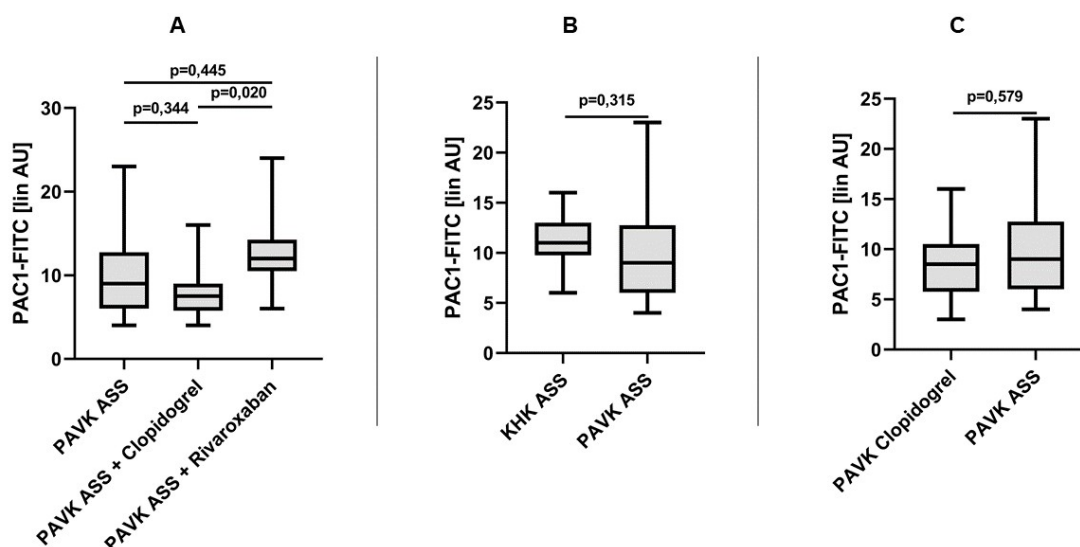 A
p=0,445
p=0,344
p=0,020
PAC1-FITC [lin AU]
30
20
10
0
PAVK ASS
PAVK ASS + Clopidogrel
PAVK ASS + Rivaroxaban
B
p=0,315
PAC1-FITC [lin AU]
25
20
15
10
5
0
KHK ASS
PAVK ASS
C
p=0,579
PAC1-FITC [lin AU]
25
20
15
10
5
0
PAVK Clopidogrel
PAVK ASS